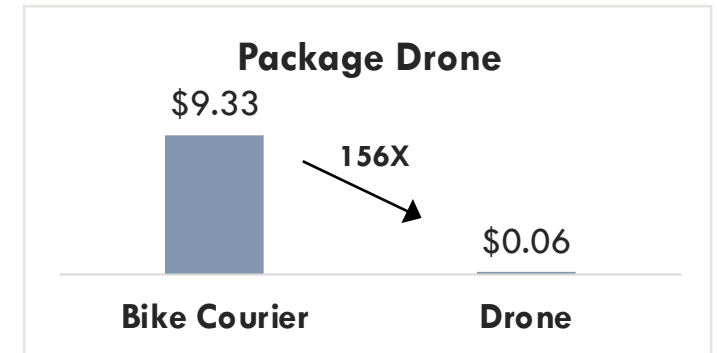 Package Drone
$9.33
156X
$0.06
Bike Courier
Drone